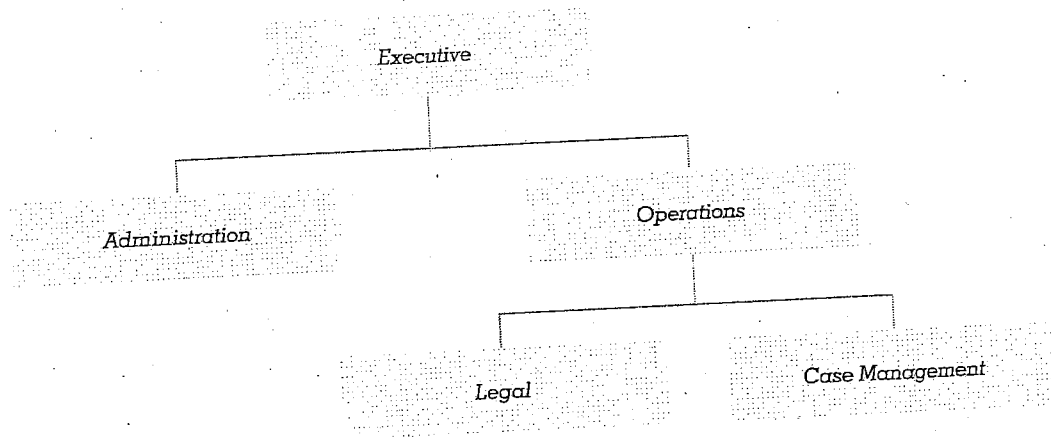 Executive
Administration
Operations
Legal
Case Management